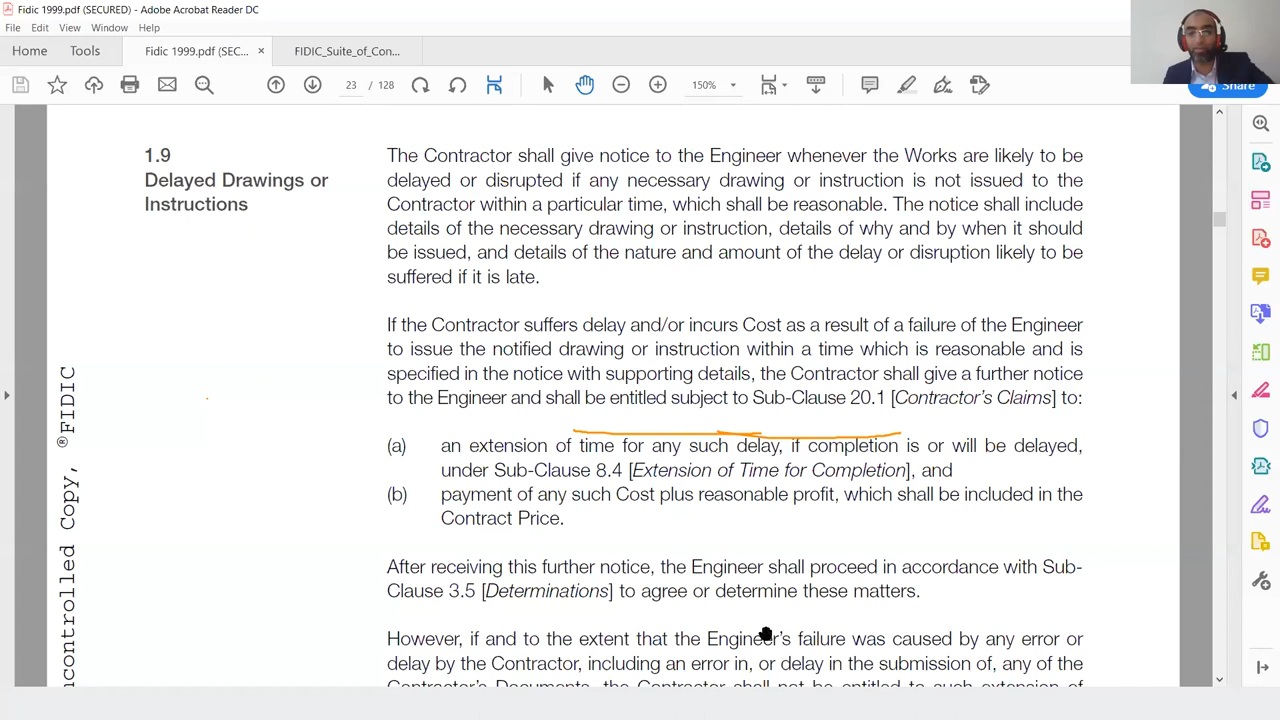 Fidic 1999.pdf (SECURED) - Adobe Acrobat Reader DC
File Edit View Window Help
Home Tools Fidic 1999.pdf (SEC... × FIDIC_Suite_of_Con...
23 / 128 150% Share
1.9
Delayed Drawings or
Instructions
The Contractor shall give notice to the Engineer whenever the Works are likely to be
delayed or disrupted if any necessary drawing or instruction is not issued to the
Contractor within a particular time, which shall be reasonable. The notice shall include
details of the necessary drawing or instruction, details of why and by when it should
be issued, and details of the nature and amount of the delay or disruption likely to be
suffered if it is late.
If the Contractor suffers delay and/or incurs Cost as a result of a failure of the Engineer
to issue the notified drawing or instruction within a time which is reasonable and is
specified in the notice with supporting details, the Contractor shall give a further notice
to the Engineer and shall be entitled subject to Sub-Clause 20.1 [Contractor's Claims] to:
(a) an extension of time for any such delay, if completion is or will be delayed,
under Sub-Clause 8.4 [Extension of Time for Completion], and
(b) payment of any such Cost plus reasonable profit, which shall be included in the
Contract Price.
After receiving this further notice, the Engineer shall proceed in accordance with Sub-
Clause 3.5 [Determinations] to agree or determine these matters.
However, if and to the extent that the Engineer's failure was caused by any error or
delay by the Contractor, including an error in, or delay in the submission of, any of the
Contractor's Documents, the Contractor shall not be entitled to such extension of
ncontrolled Copy, ®FIDIC